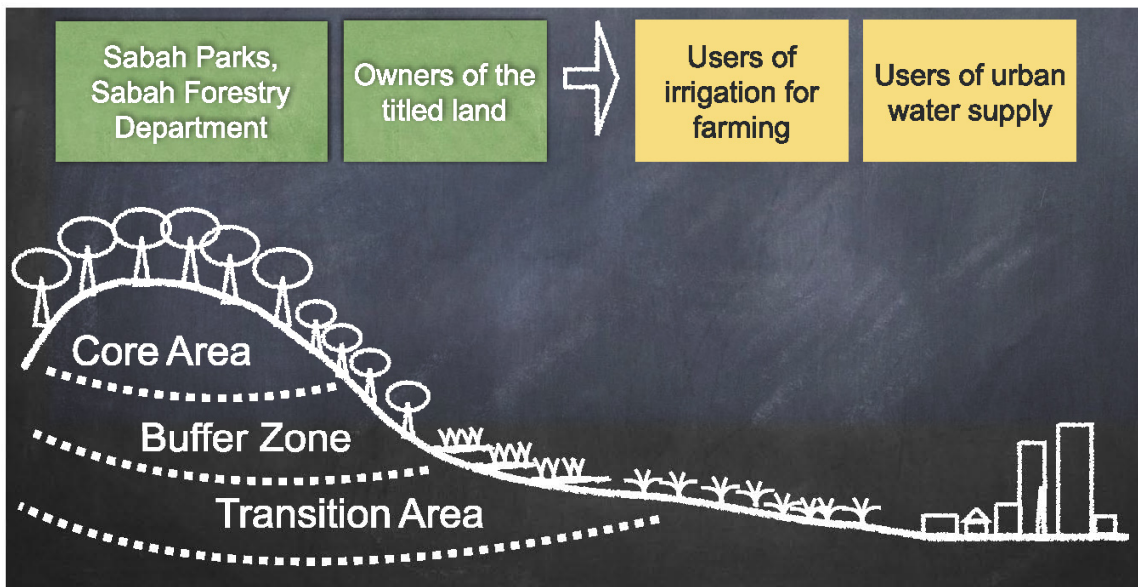 Sabah Parks,
Sabah Forestry
Department
Owners of the
titled land
Users of
irrigation for
farming
Users of urban
water supply
Core Area
Buffer Zone
Transition Area